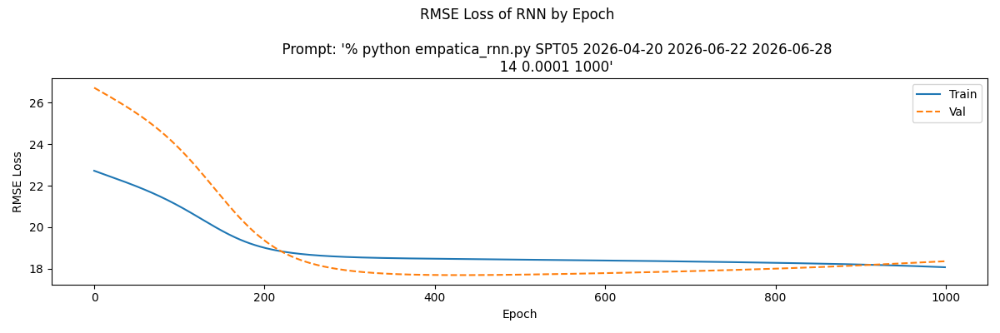 RMSE Loss of RNN by Epoch
Prompt: '% python empatica_rnn.py SPT05 2026-04-20 2026-06-22 2026-06-28
14 0.0001 1000'
Train
Val
26
24
22
20
18
RMSE Loss
0 200 400 600 800 1000
Epoch